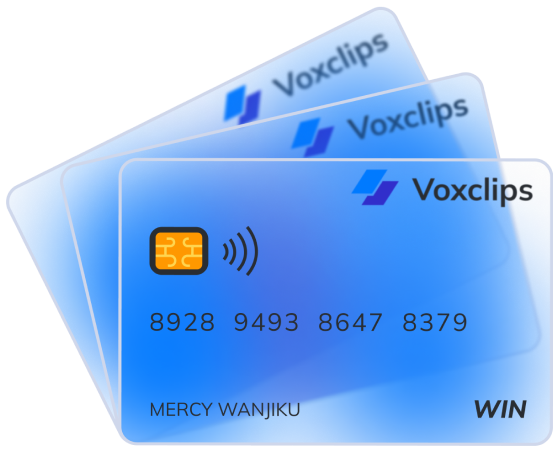 Voxclips
Voxclips
Voxclips
8928 9493 8647 8379
MERCY WANJIKU
WIN